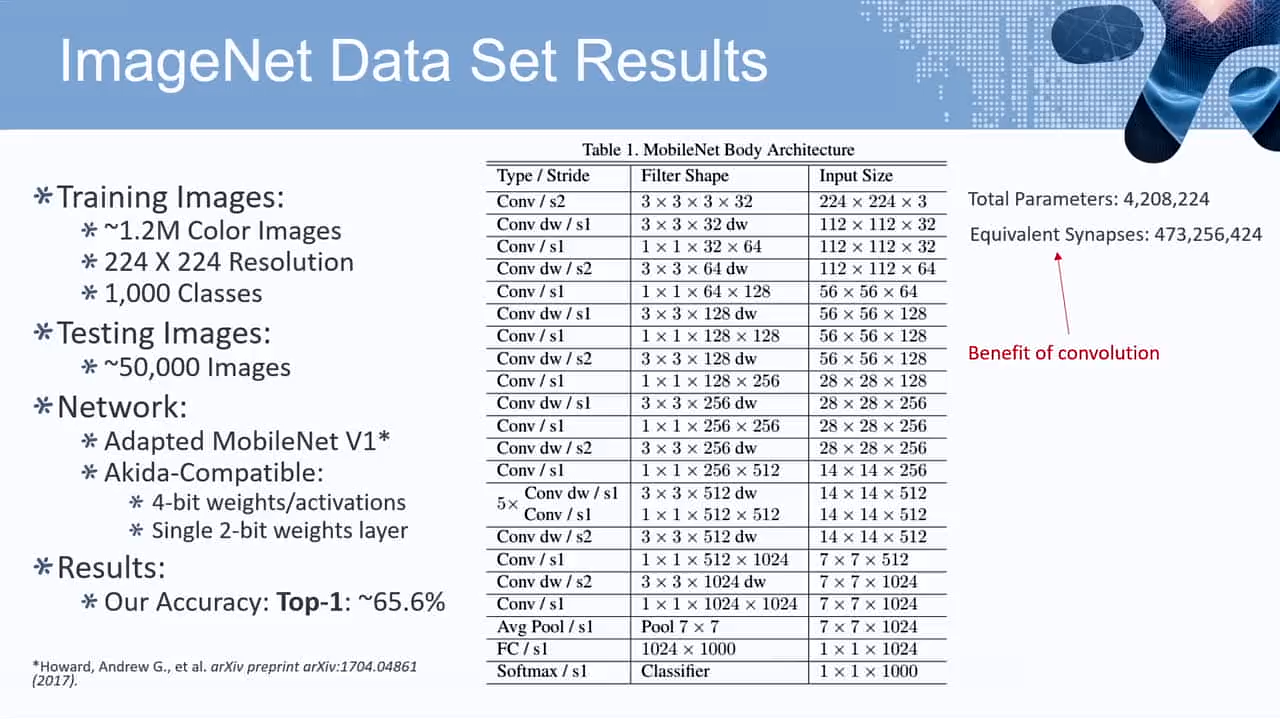 ImageNet Data Set Results
* Training Images:
* ~1.2M Color Images
* 224 X 224 Resolution
* 1,000 Classes
* Testing Images:
* ~50,000 Images
* Network:
* Adapted MobileNet V1*
* Akida-Compatible:
* 4-bit weights/activations
* Single 2-bit weights layer
* Results:
* Our Accuracy: Top-1: ~65.6%
*Howard, Andrew G., et al. arXiv preprint arXiv:1704.04861
(2017).
Table 1. MobileNet Body Architecture
Type / Stride Filter Shape Input Size
Conv / s2 3 × 3 × 3 × 32 224 × 224 × 3
Conv dw / s1 3 × 3 × 32 dw 112 × 112 × 32
Conv / s1 1 × 1 × 32 × 64 112 × 112 × 32
Conv dw / s2 3 × 3 × 64 dw 112 × 112 × 64
Conv / s1 1 × 1 × 64 × 128 56 × 56 × 64
Conv dw / s1 3 × 3 × 128 dw 56 × 56 × 128
Conv / s1 1 × 1 × 128 × 128 56 × 56 × 128
Conv dw / s2 3 × 3 × 128 dw 56 × 56 × 128
Conv / s1 1 × 1 × 128 × 256 28 × 28 × 128
Conv dw / s1 3 × 3 × 256 dw 28 × 28 × 256
Conv / s1 1 × 1 × 256 × 256 28 × 28 × 256
Conv dw / s2 3 × 3 × 256 dw 28 × 28 × 256
Conv / s1 1 × 1 × 256 × 512 14 × 14 × 256
5× Conv dw / s1 3 × 3 × 512 dw 14 × 14 × 512
Conv / s1 1 × 1 × 512 × 512 14 × 14 × 512
Conv dw / s2 3 × 3 × 512 dw 14 × 14 × 512
Conv / s1 1 × 1 × 512 × 1024 7 × 7 × 512
Conv dw / s2 3 × 3 × 1024 dw 7 × 7 × 1024
Conv / s1 1 × 1 × 1024 × 1024 7 × 7 × 1024
Avg Pool / s1 Pool 7 × 7 7 × 7 × 1024
FC / s1 1024 × 1000 1 × 1 × 1024
Softmax / s1 Classifier 1 × 1 × 1000
Total Parameters: 4,208,224
Equivalent Synapses: 473,256,424
Benefit of convolution